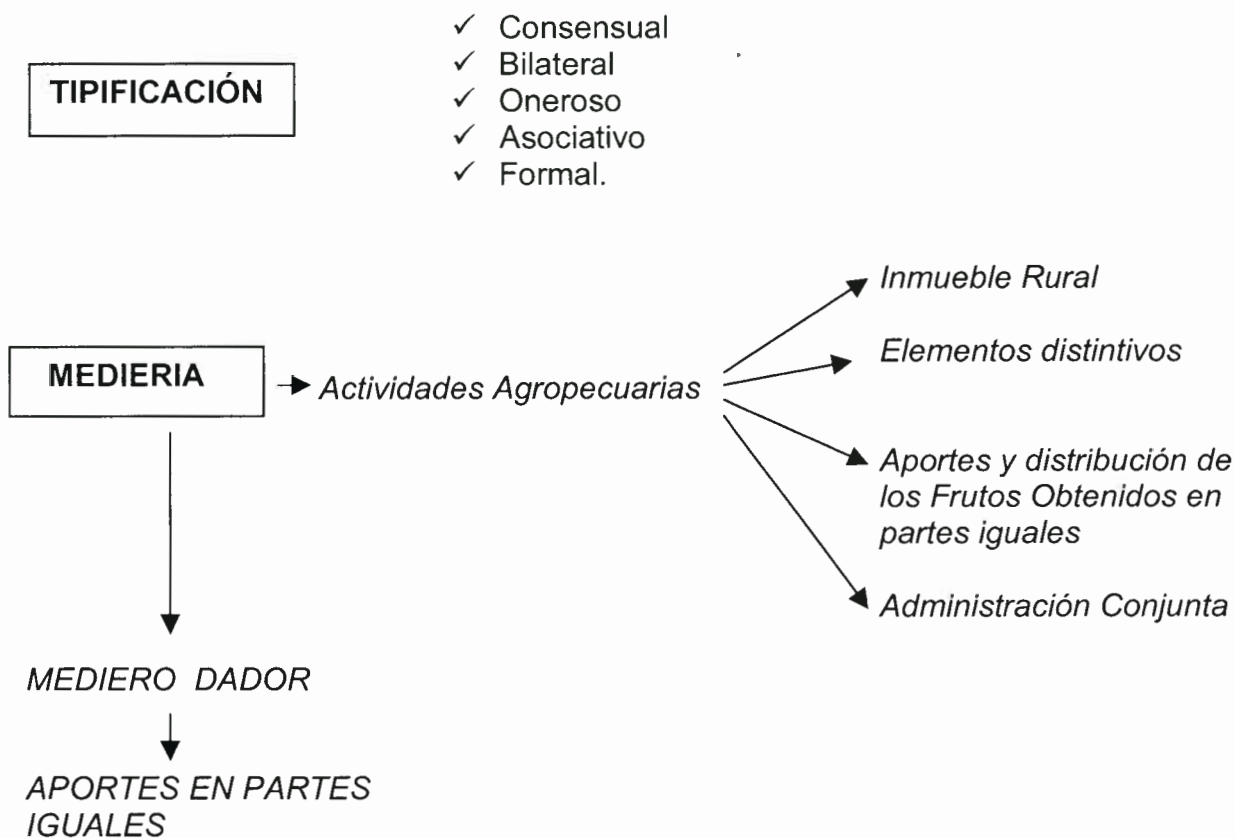 TIPIFICACIÓN
✓ Consensual
✓ Bilateral
✓ Oneroso
✓ Asociativo
✓ Formal.
MEDIERIA
Actividades Agropecuarias
Inmueble Rural
Elementos distintivos
Aportes y distribución de
los Frutos Obtenidos en
partes iguales
Administración Conjunta
MEDIERO DADOR
APORTES EN PARTES
IGUALES